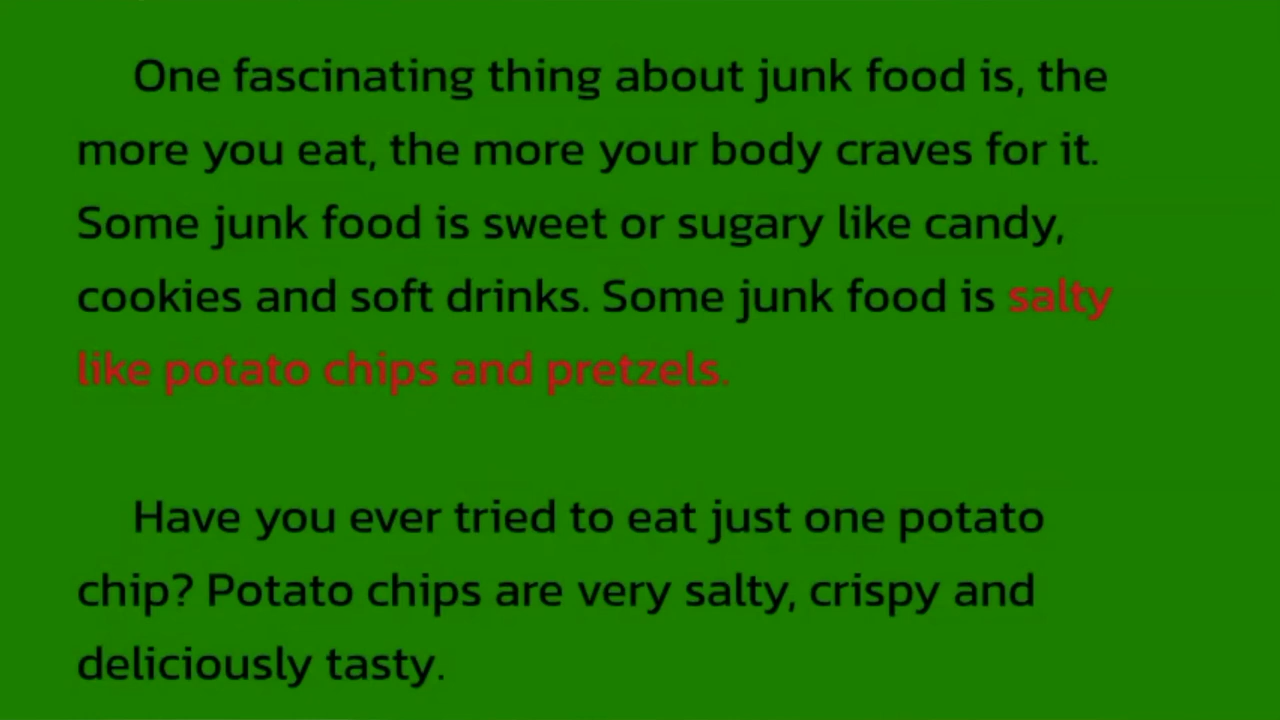 One fascinating thing about junk food is, the
more you eat, the more your body craves for it.
Some junk food is sweet or sugary like candy,
cookies and soft drinks. Some junk food is salty
like potato chips and pretzels.
Have you ever tried to eat just one potato
chip? Potato chips are very salty, crispy and
deliciously tasty.